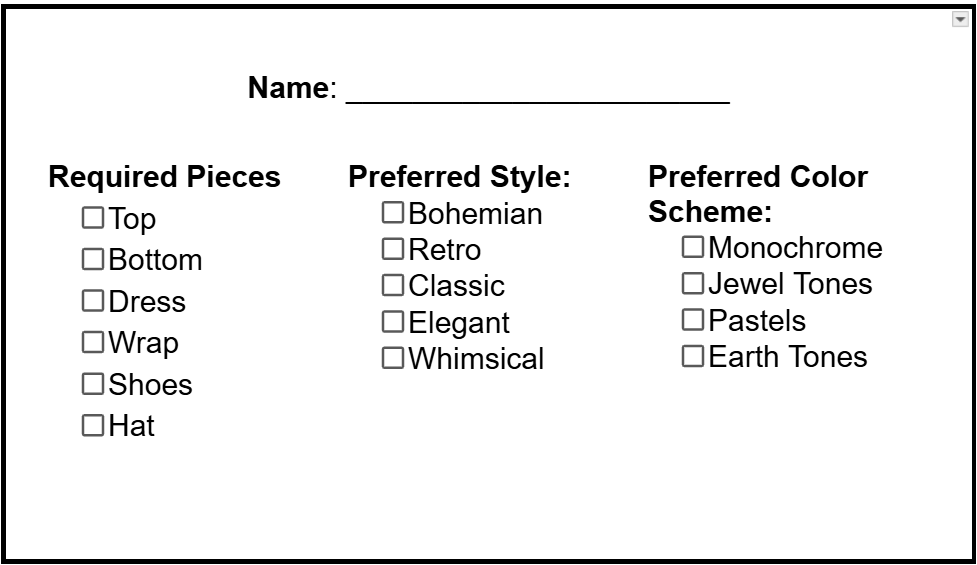 Name: ________________________
Required Pieces
Top
Bottom
Dress
Wrap
Shoes
Hat
Preferred Style:
Bohemian
Retro
Classic
Elegant
Whimsical
Preferred Color
Scheme:
Monochrome
Jewel Tones
Pastels
Earth Tones